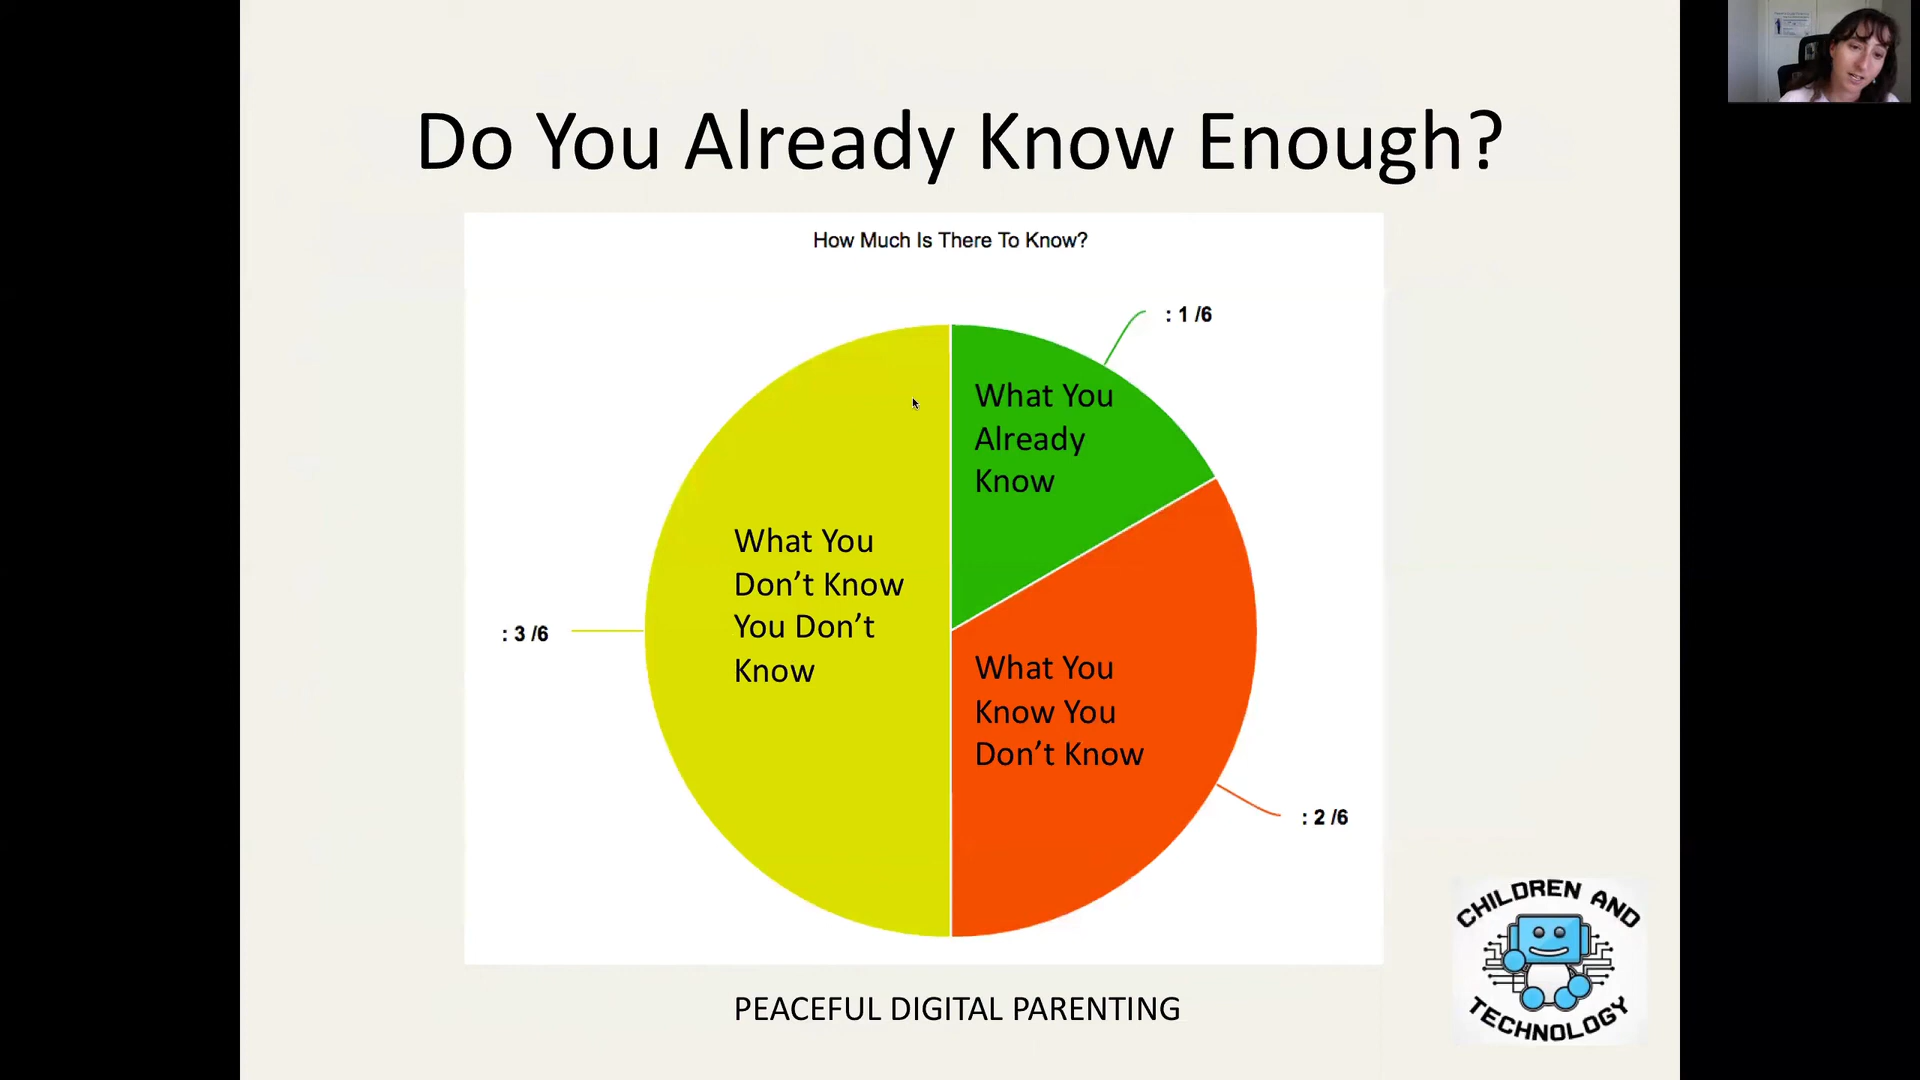 Do You Already Know Enough?
How Much Is There To Know?
: 1 /6
What You
Already
Know
What You
Don’t Know
You Don’t
Know
: 3 /6
What You
Know You
Don’t Know
: 2 /6
PEACEFUL DIGITAL PARENTING
CHILDREN AND
TECHNOLOGY